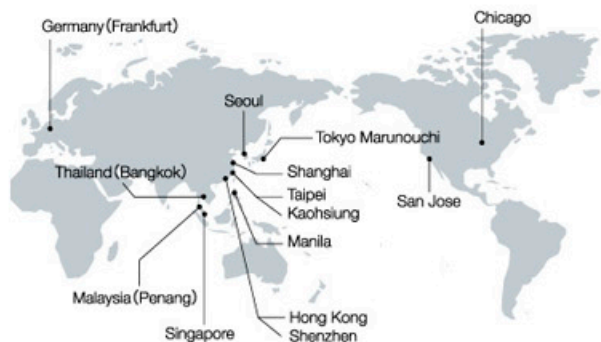 Chicago
Germany(Frankfurt)
Seoul
Tokyo Marunouchi
Shanghai
Thailand(Bangkok)
Taipei
San Jose
Kaohsiung
Manila
Malaysia(Penang)
Hong Kong
Singapore
Shenzhen